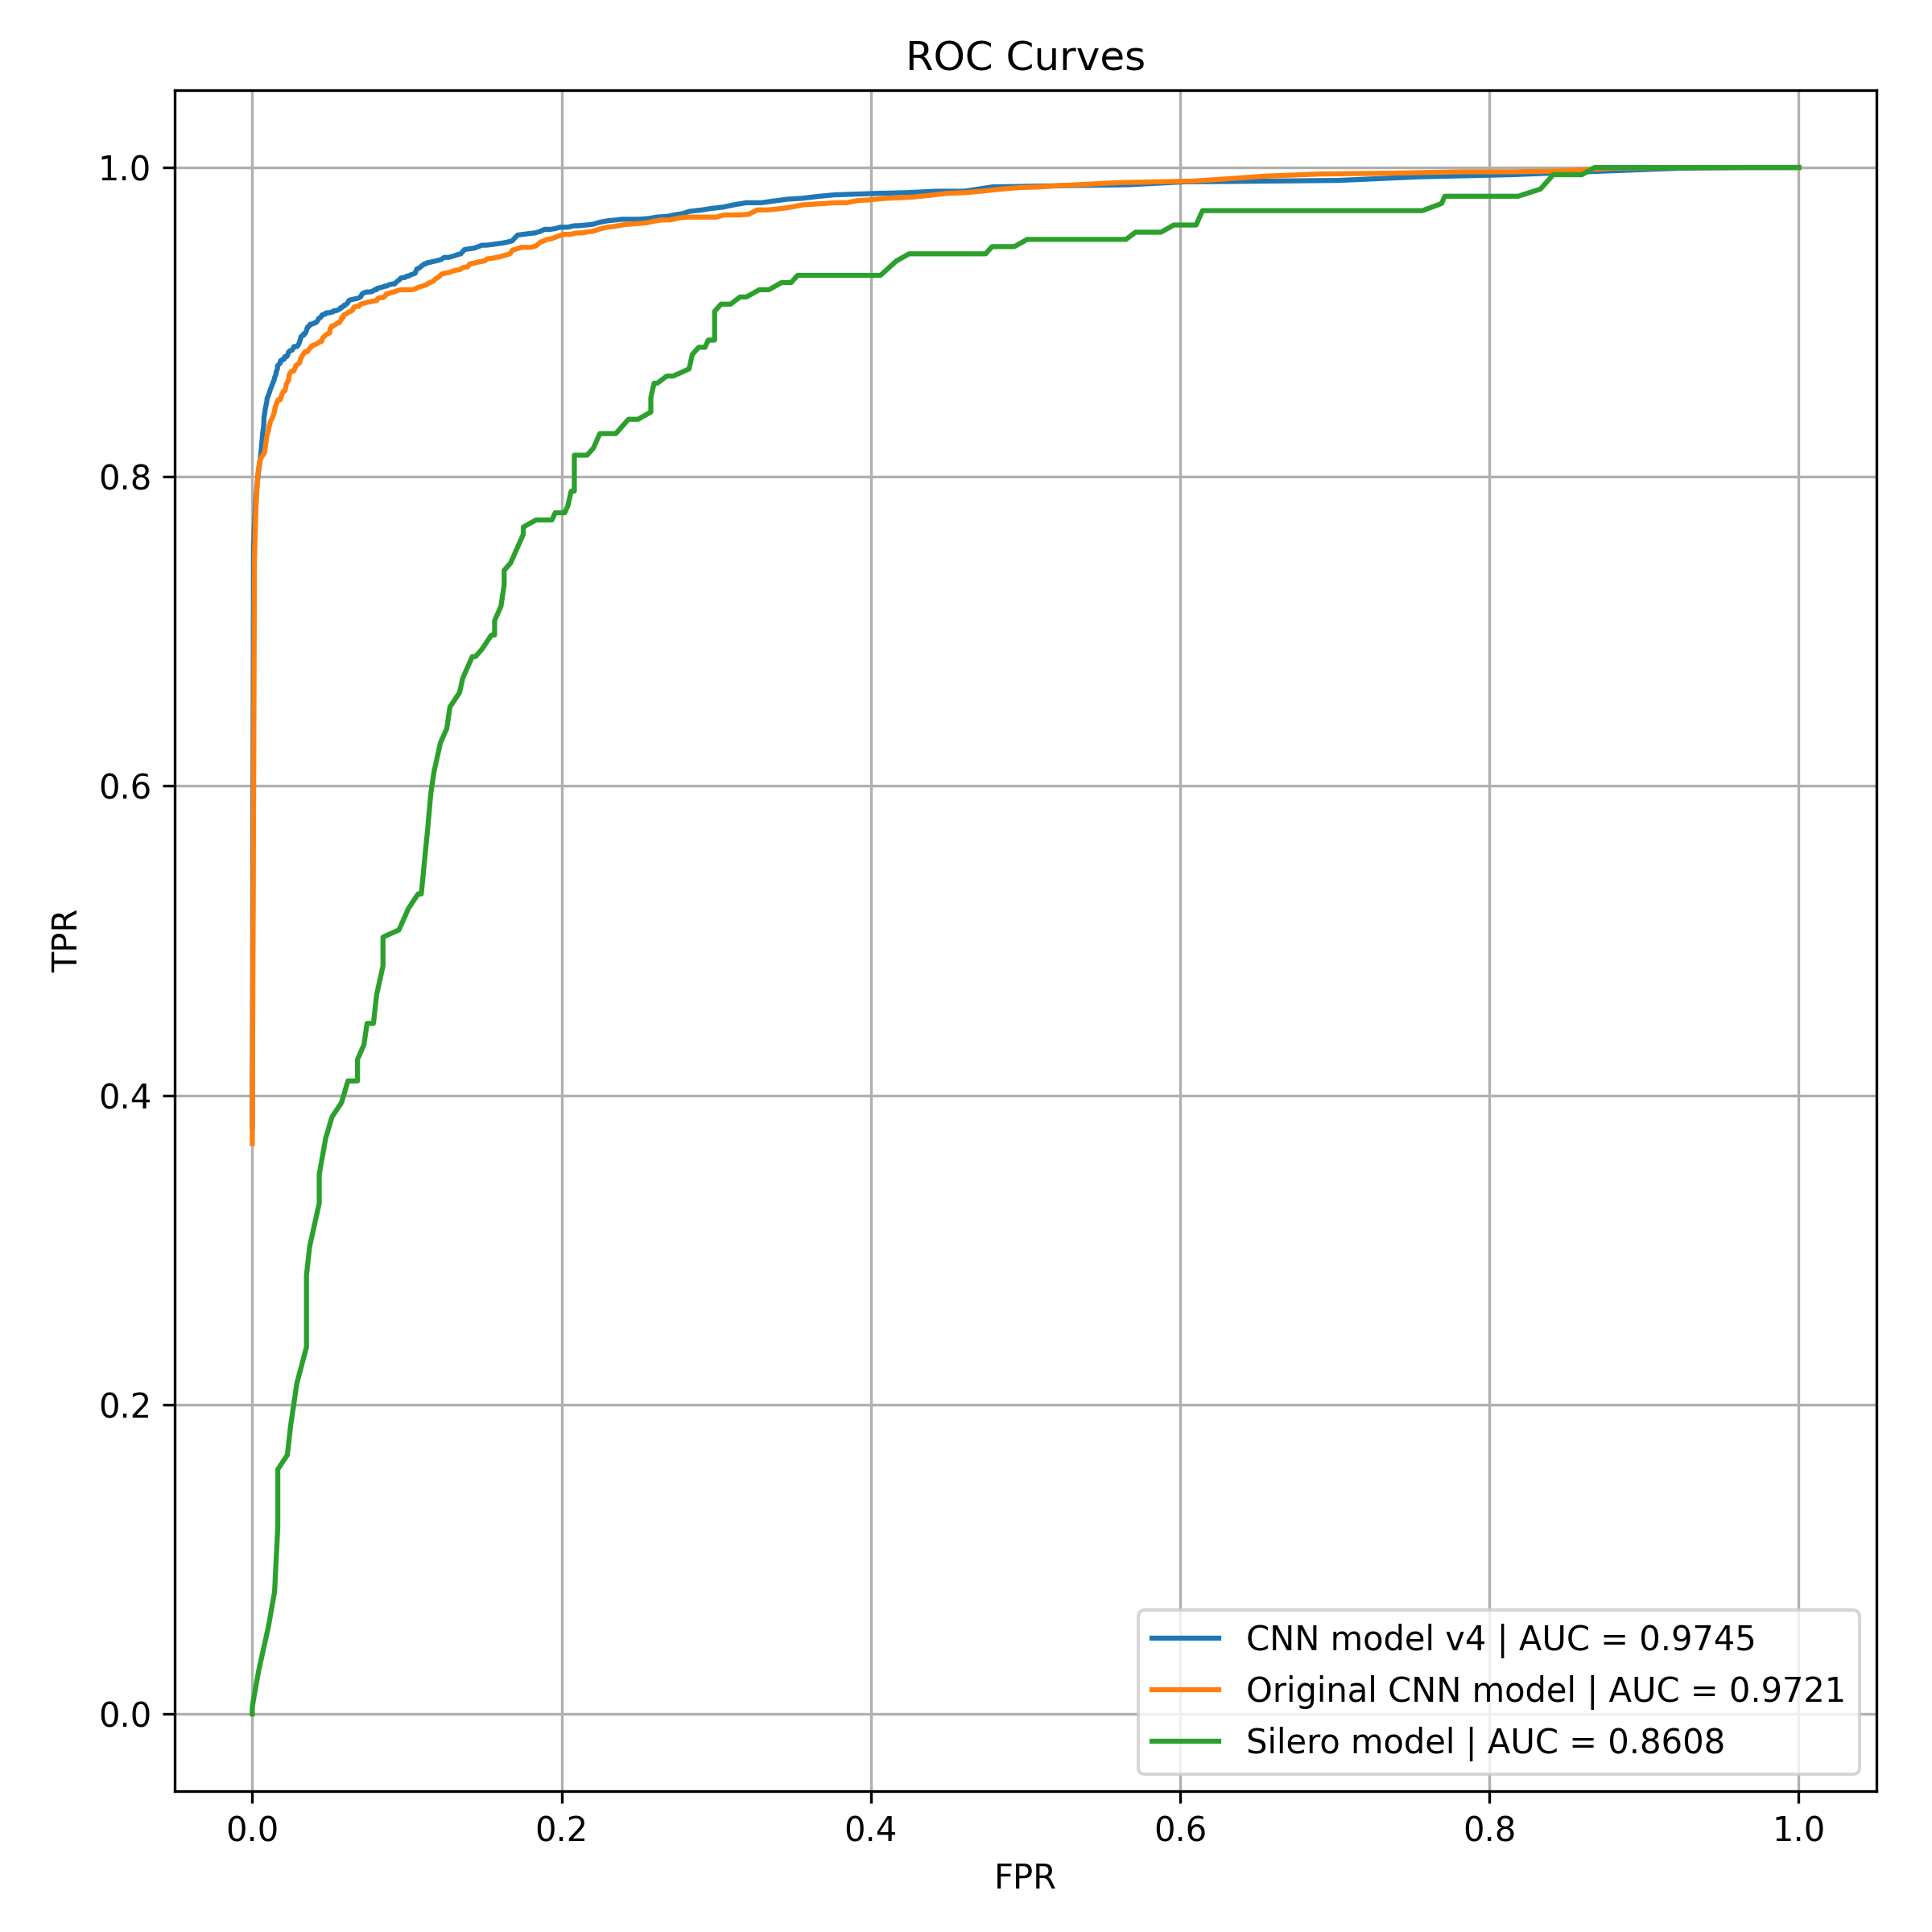 ROC Curves
TPR
1.0
0.8
0.6
0.4
0.2
0.0
0.0 0.2 0.4 0.6 0.8 1.0
FPR
CNN model v4 | AUC = 0.9745
Original CNN model | AUC = 0.9721
Silero model | AUC = 0.8608